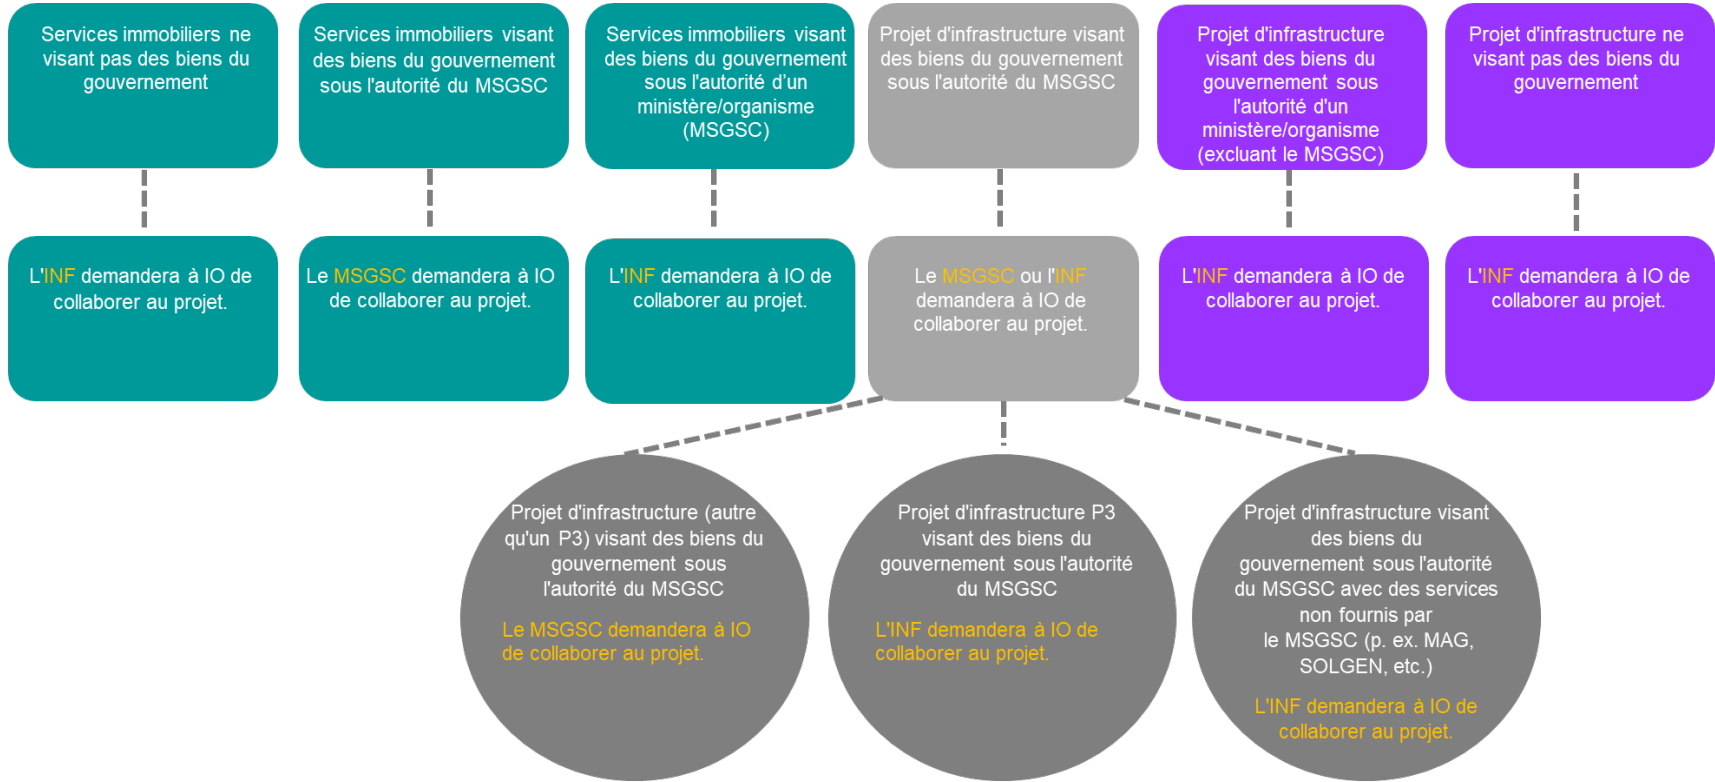 Services immobiliers ne
visant pas des biens du
gouvernement
Services immobiliers visant
des biens du gouvernement
sous l'autorité du MSGSC
Services immobiliers visant
des biens du gouvernement
sous l'autorité d’un
ministère/organisme
(MSGSC)
Projet d'infrastructure visant
des biens du gouvernement
sous l'autorité du MSGSC
Projet d'infrastructure
visant des biens du
gouvernement sous
l'autorité d'un
ministère/organisme
(excluant le MSGSC)
Projet d'infrastructure ne
visant pas des biens du
gouvernement
L'INF demandera à IO de
collaborer au projet.
Le MSGSC demandera à IO
de collaborer au projet.
L'INF demandera à IO de
collaborer au projet.
Le MSGSC ou l'INF
demandera à IO de
collaborer au projet.
L'INF demandera à IO de
collaborer au projet.
L'INF demandera à IO de
collaborer au projet.
Projet d'infrastructure (autre
qu'un P3) visant des biens du
gouvernement sous
l'autorité du MSGSC
Le MSGSC demandera à IO
de collaborer au projet.
Projet d'infrastructure P3
visant des biens du
gouvernement sous l'autorité
du MSGSC
L'INF demandera à IO de
collaborer au projet.
Projet d'infrastructure visant
des biens du
gouvernement sous l'autorité
du MSGSC avec des services
non fournis par
le MSGSC (p. ex. MAG,
SOLGEN, etc.)
L'INF demandera à IO de
collaborer au projet.